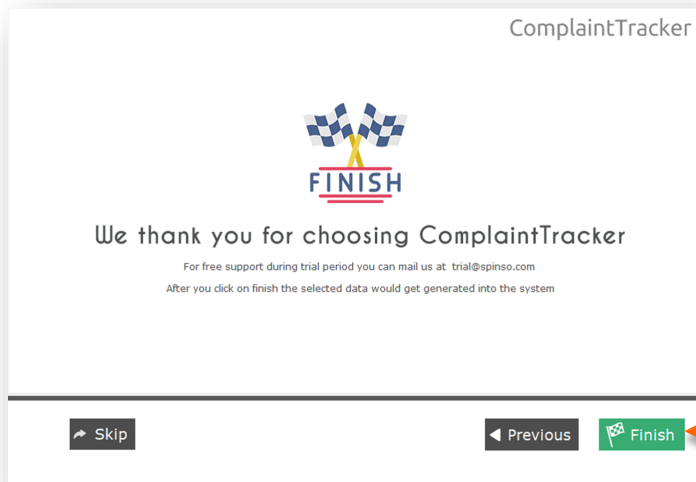 ComplaintTracker
FINISH
We thank you for choosing ComplaintTracker
For free support during trial period you can mail us at trial@spinso.com
After you click on finish the selected data would get generated into the system
Skip
Previous
Finish